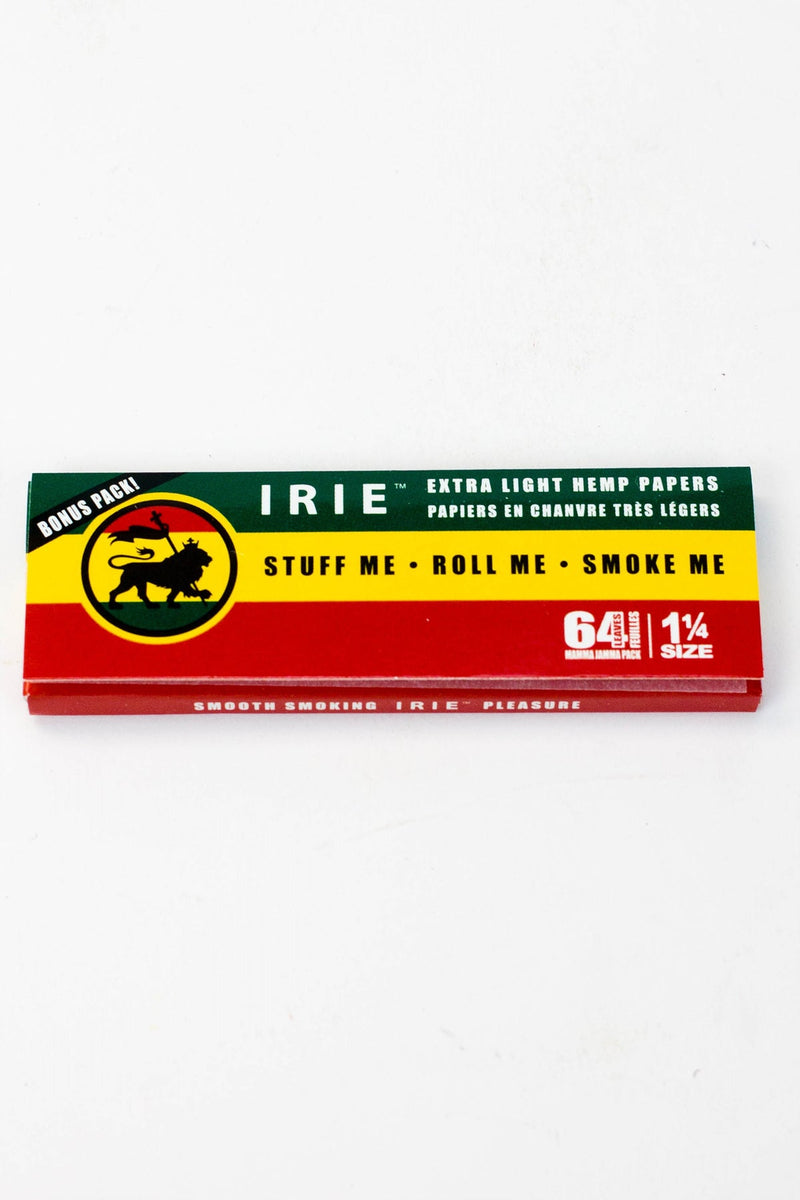 BONUS PACK!
IRIE™
EXTRA LIGHT HEMP PAPERS
PAPIERS EN CHANVRE TRÈS LÉGERS
STUFF ME • ROLL ME • SMOKE ME
64 LEAVES FEUILLES
MAMMA JAMMA PACK
1¼
SIZE
SMOOTH SMOKING IRIE™ PLEASURE